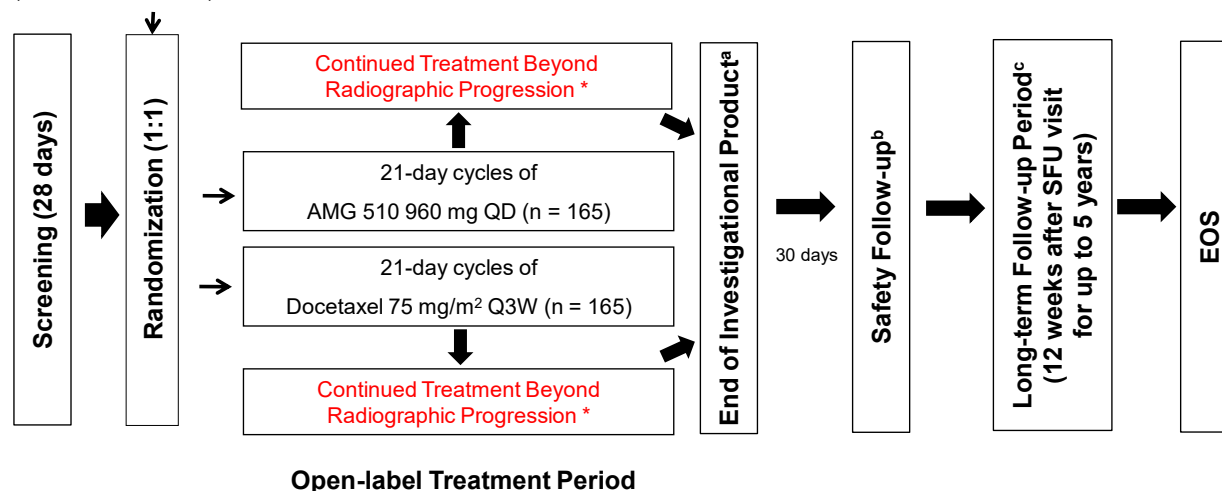 Screening (28 days)
Randomization (1:1)
Continued Treatment Beyond
Radiographic Progression *
21-day cycles of
AMG 510 960 mg QD (n = 165)
21-day cycles of
Docetaxel 75 mg/m² Q3W (n = 165)
Continued Treatment Beyond
Radiographic Progression *
Open-label Treatment Period
End of Investigational Productᵃ
30 days
Safety Follow-upᵇ
Long-term Follow-up Periodᶜ
(12 weeks after SFU visit
for up to 5 years)
EOS